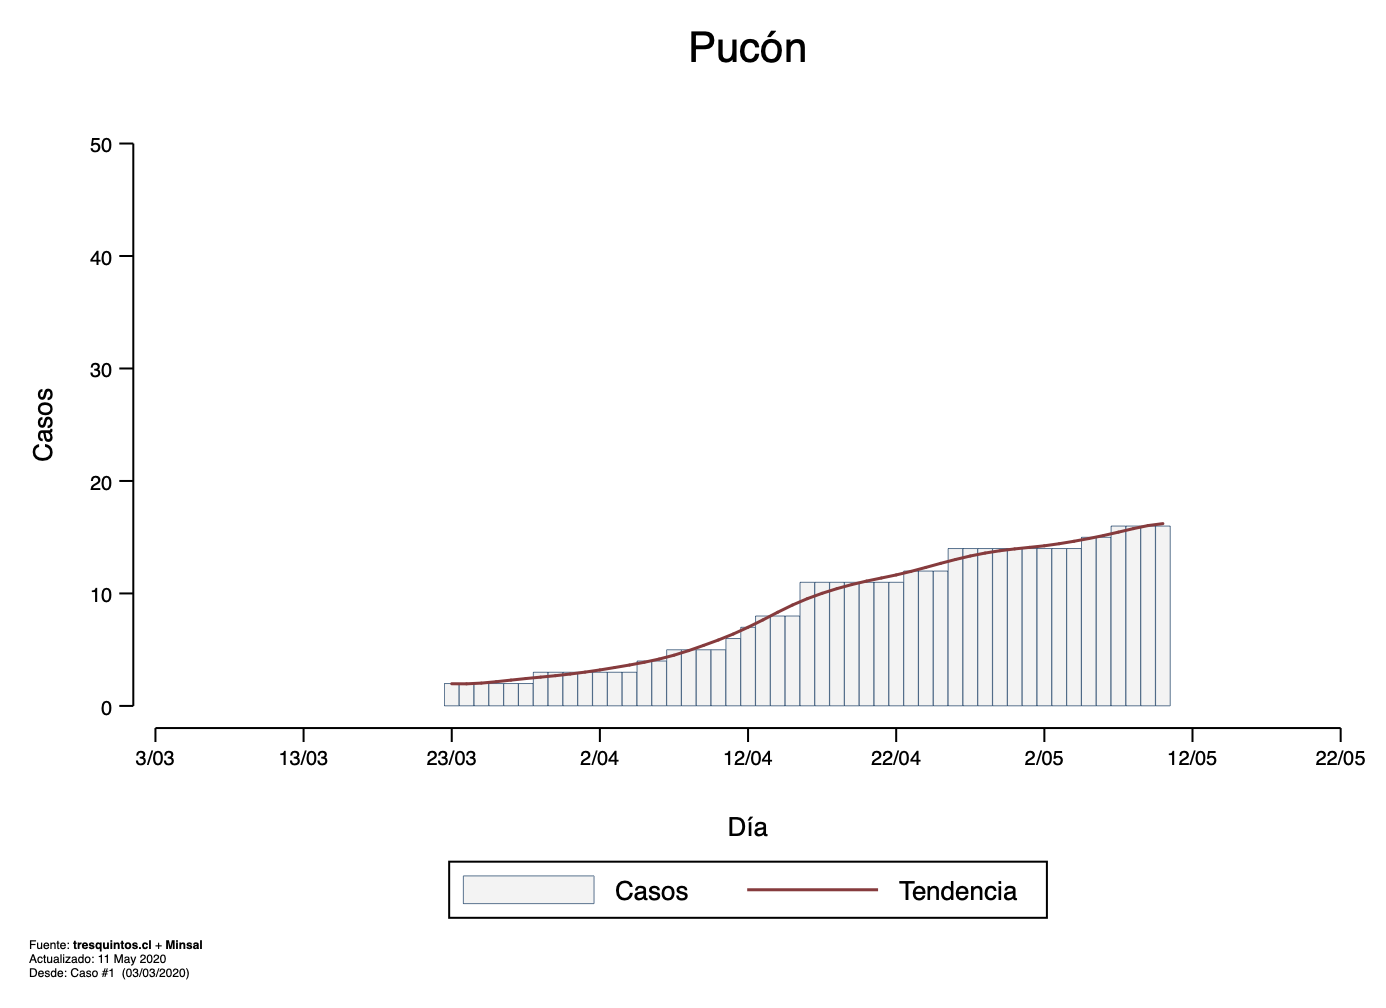 Pucón
50
40
30
20
10
0
Casos
3/03 13/03 23/03 2/04 12/04 22/04 2/05 12/05 22/05
Día
Casos Tendencia
Fuente: tresquintos.cl + Minsal
Actualizado: 11 May 2020
Desde: Caso #1 (03/03/2020)